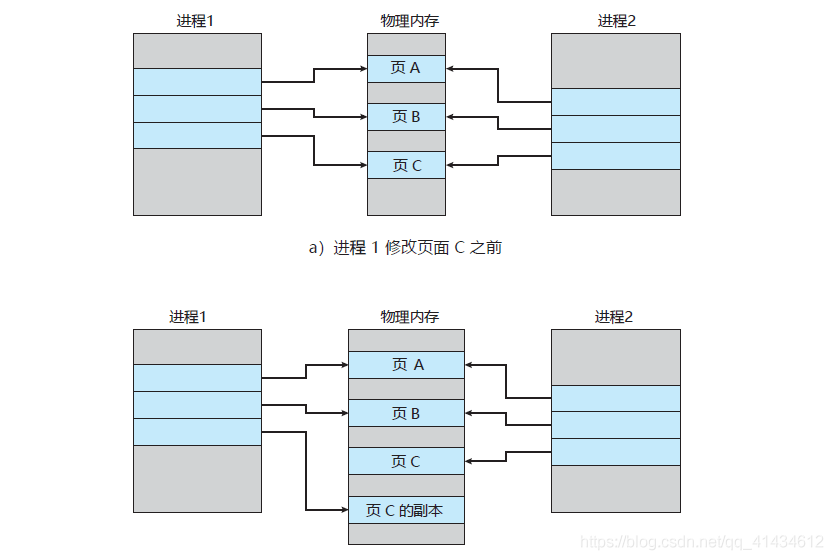 进程1 物理内存 进程2
页 A
页 B
页 C
a）进程 1 修改页面 C 之前
进程1 物理内存 进程2
页 A
页 B
页 C
页 C 的副本
https://blog.csdn.net/qq_41434612